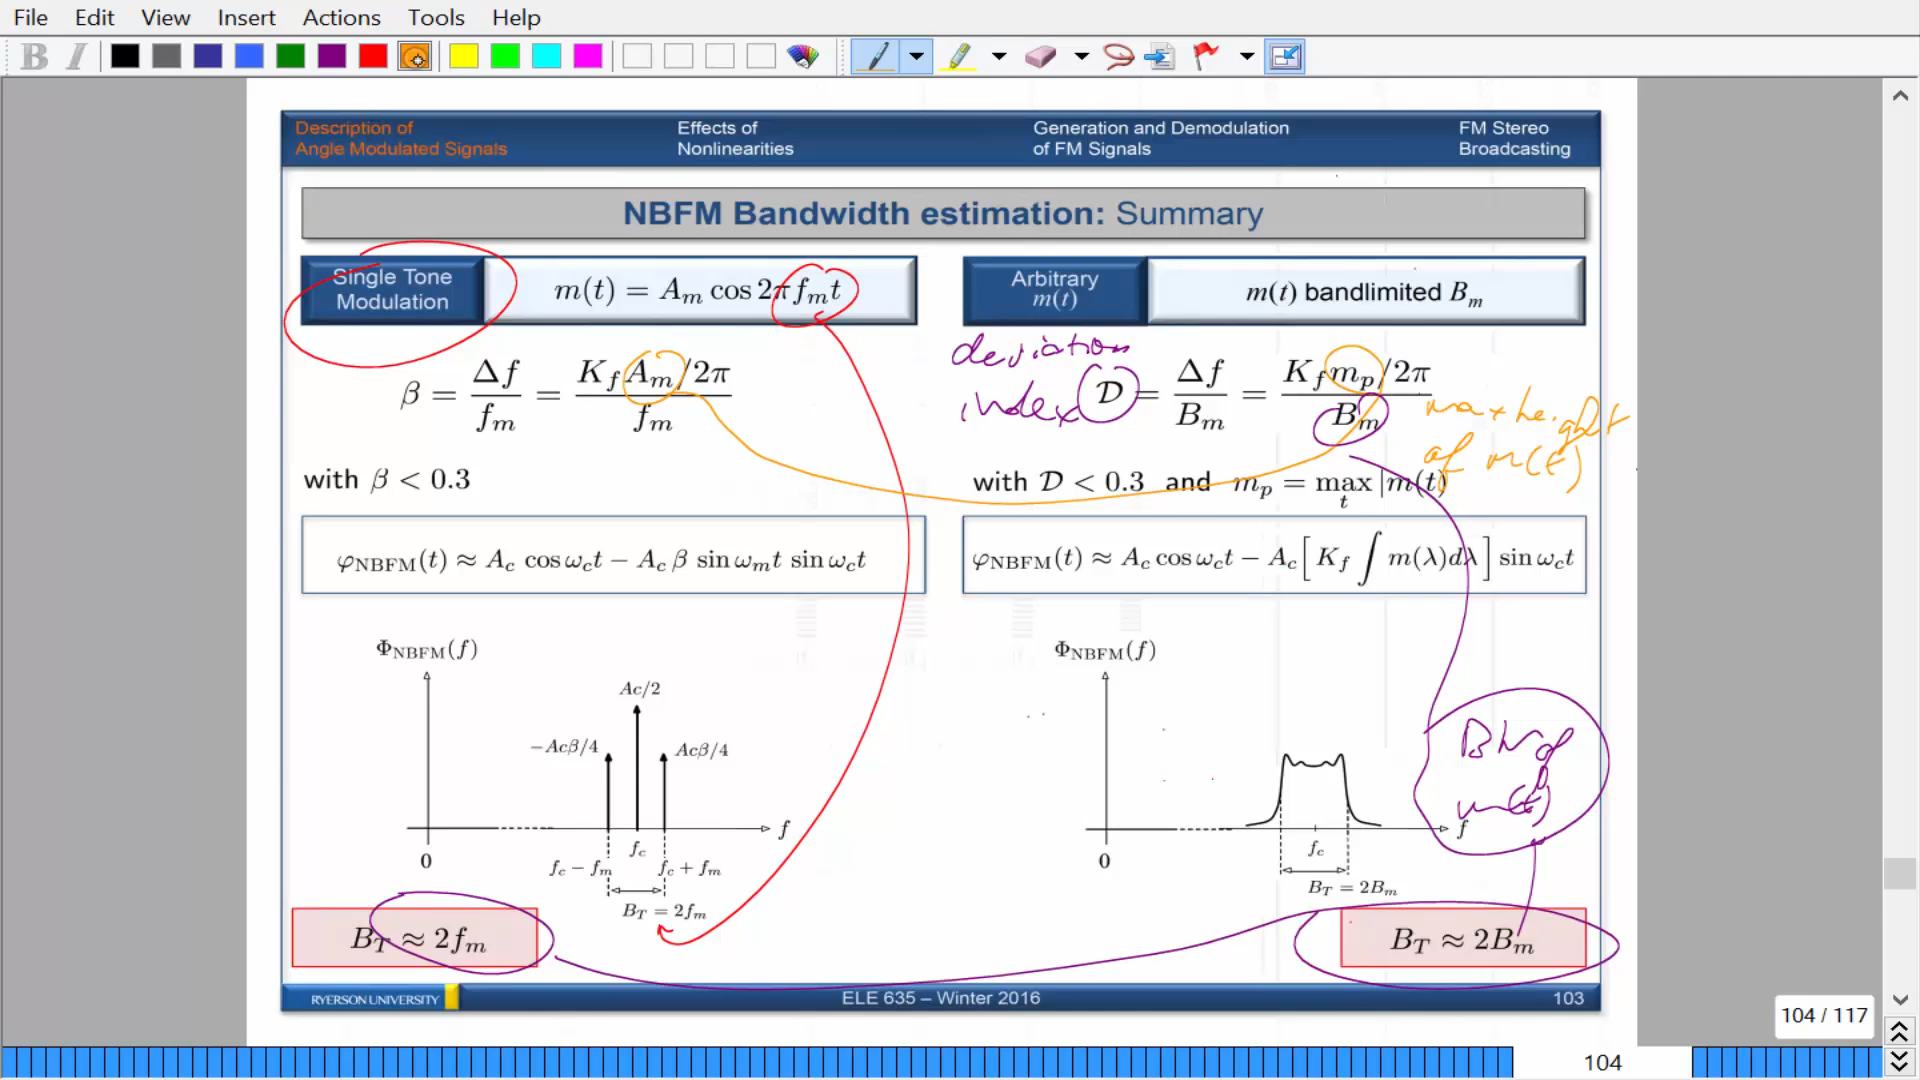 File Edit View Insert Actions Tools Help
B I
Description of
Angle Modulated Signals
Effects of
Nonlinearities
Generation and Demodulation
of FM Signals
FM Stereo
Broadcasting
NBFM Bandwidth estimation: Summary
Single Tone
Modulation
m(t) = A_m cos 2πf_m t
Arbitrary
m(t)
m(t) bandlimited B_m
β = Δf/f_m = (K_f A_m/2π)/f_m
deviation
index
𝒟 = Δf/B_m = (K_f m_p/2π)/B_m
max height
of m(t)
with β < 0.3
with 𝒟 < 0.3 and m_p = max_t |m(t)
φ_NBFM(t) ≈ A_c cos ω_c t − A_c β sin ω_m t sin ω_c t
φ_NBFM(t) ≈ A_c cos ω_c t − A_c [K_f ∫ m(λ)dλ] sin ω_c t
Φ_NBFM(f)
Ac/2
−Acβ/4
Acβ/4
f
0
f_c
f_c − f_m
f_c + f_m
B_T = 2f_m
B_T ≈ 2f_m
Φ_NBFM(f)
BW of
m(t)
f
0
f_c
B_T = 2B_m
B_T ≈ 2B_m
RYERSON UNIVERSITY
ELE 635 – Winter 2016
103
104 / 117
104